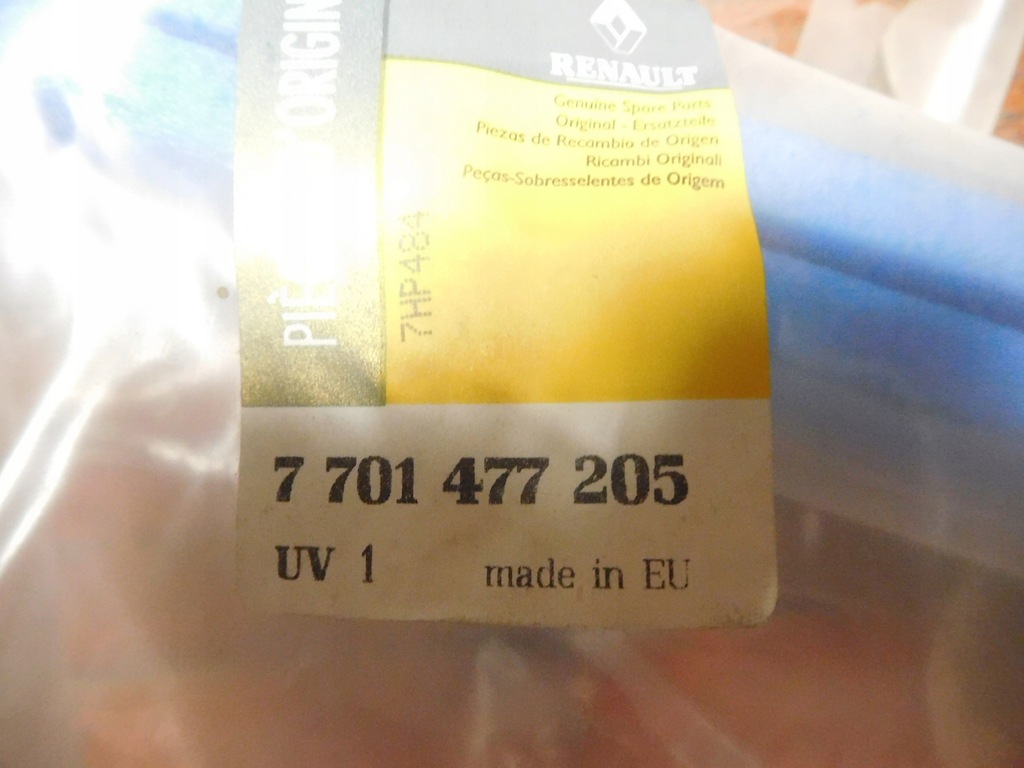 RENAULT
Genuine Spare Parts
Original - Ersatzteile
Piezas de Recambio de Origen
Ricambi Originali
Peças-Sobresselentes de Origem
7HP484
7 701 477 205
UV 1 made in EU